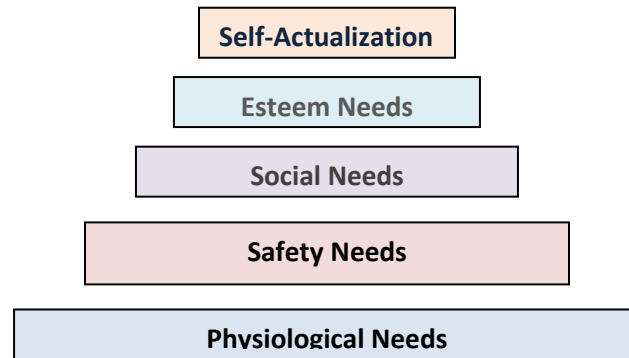 Self-Actualization
Esteem Needs
Social Needs
Safety Needs
Physiological Needs